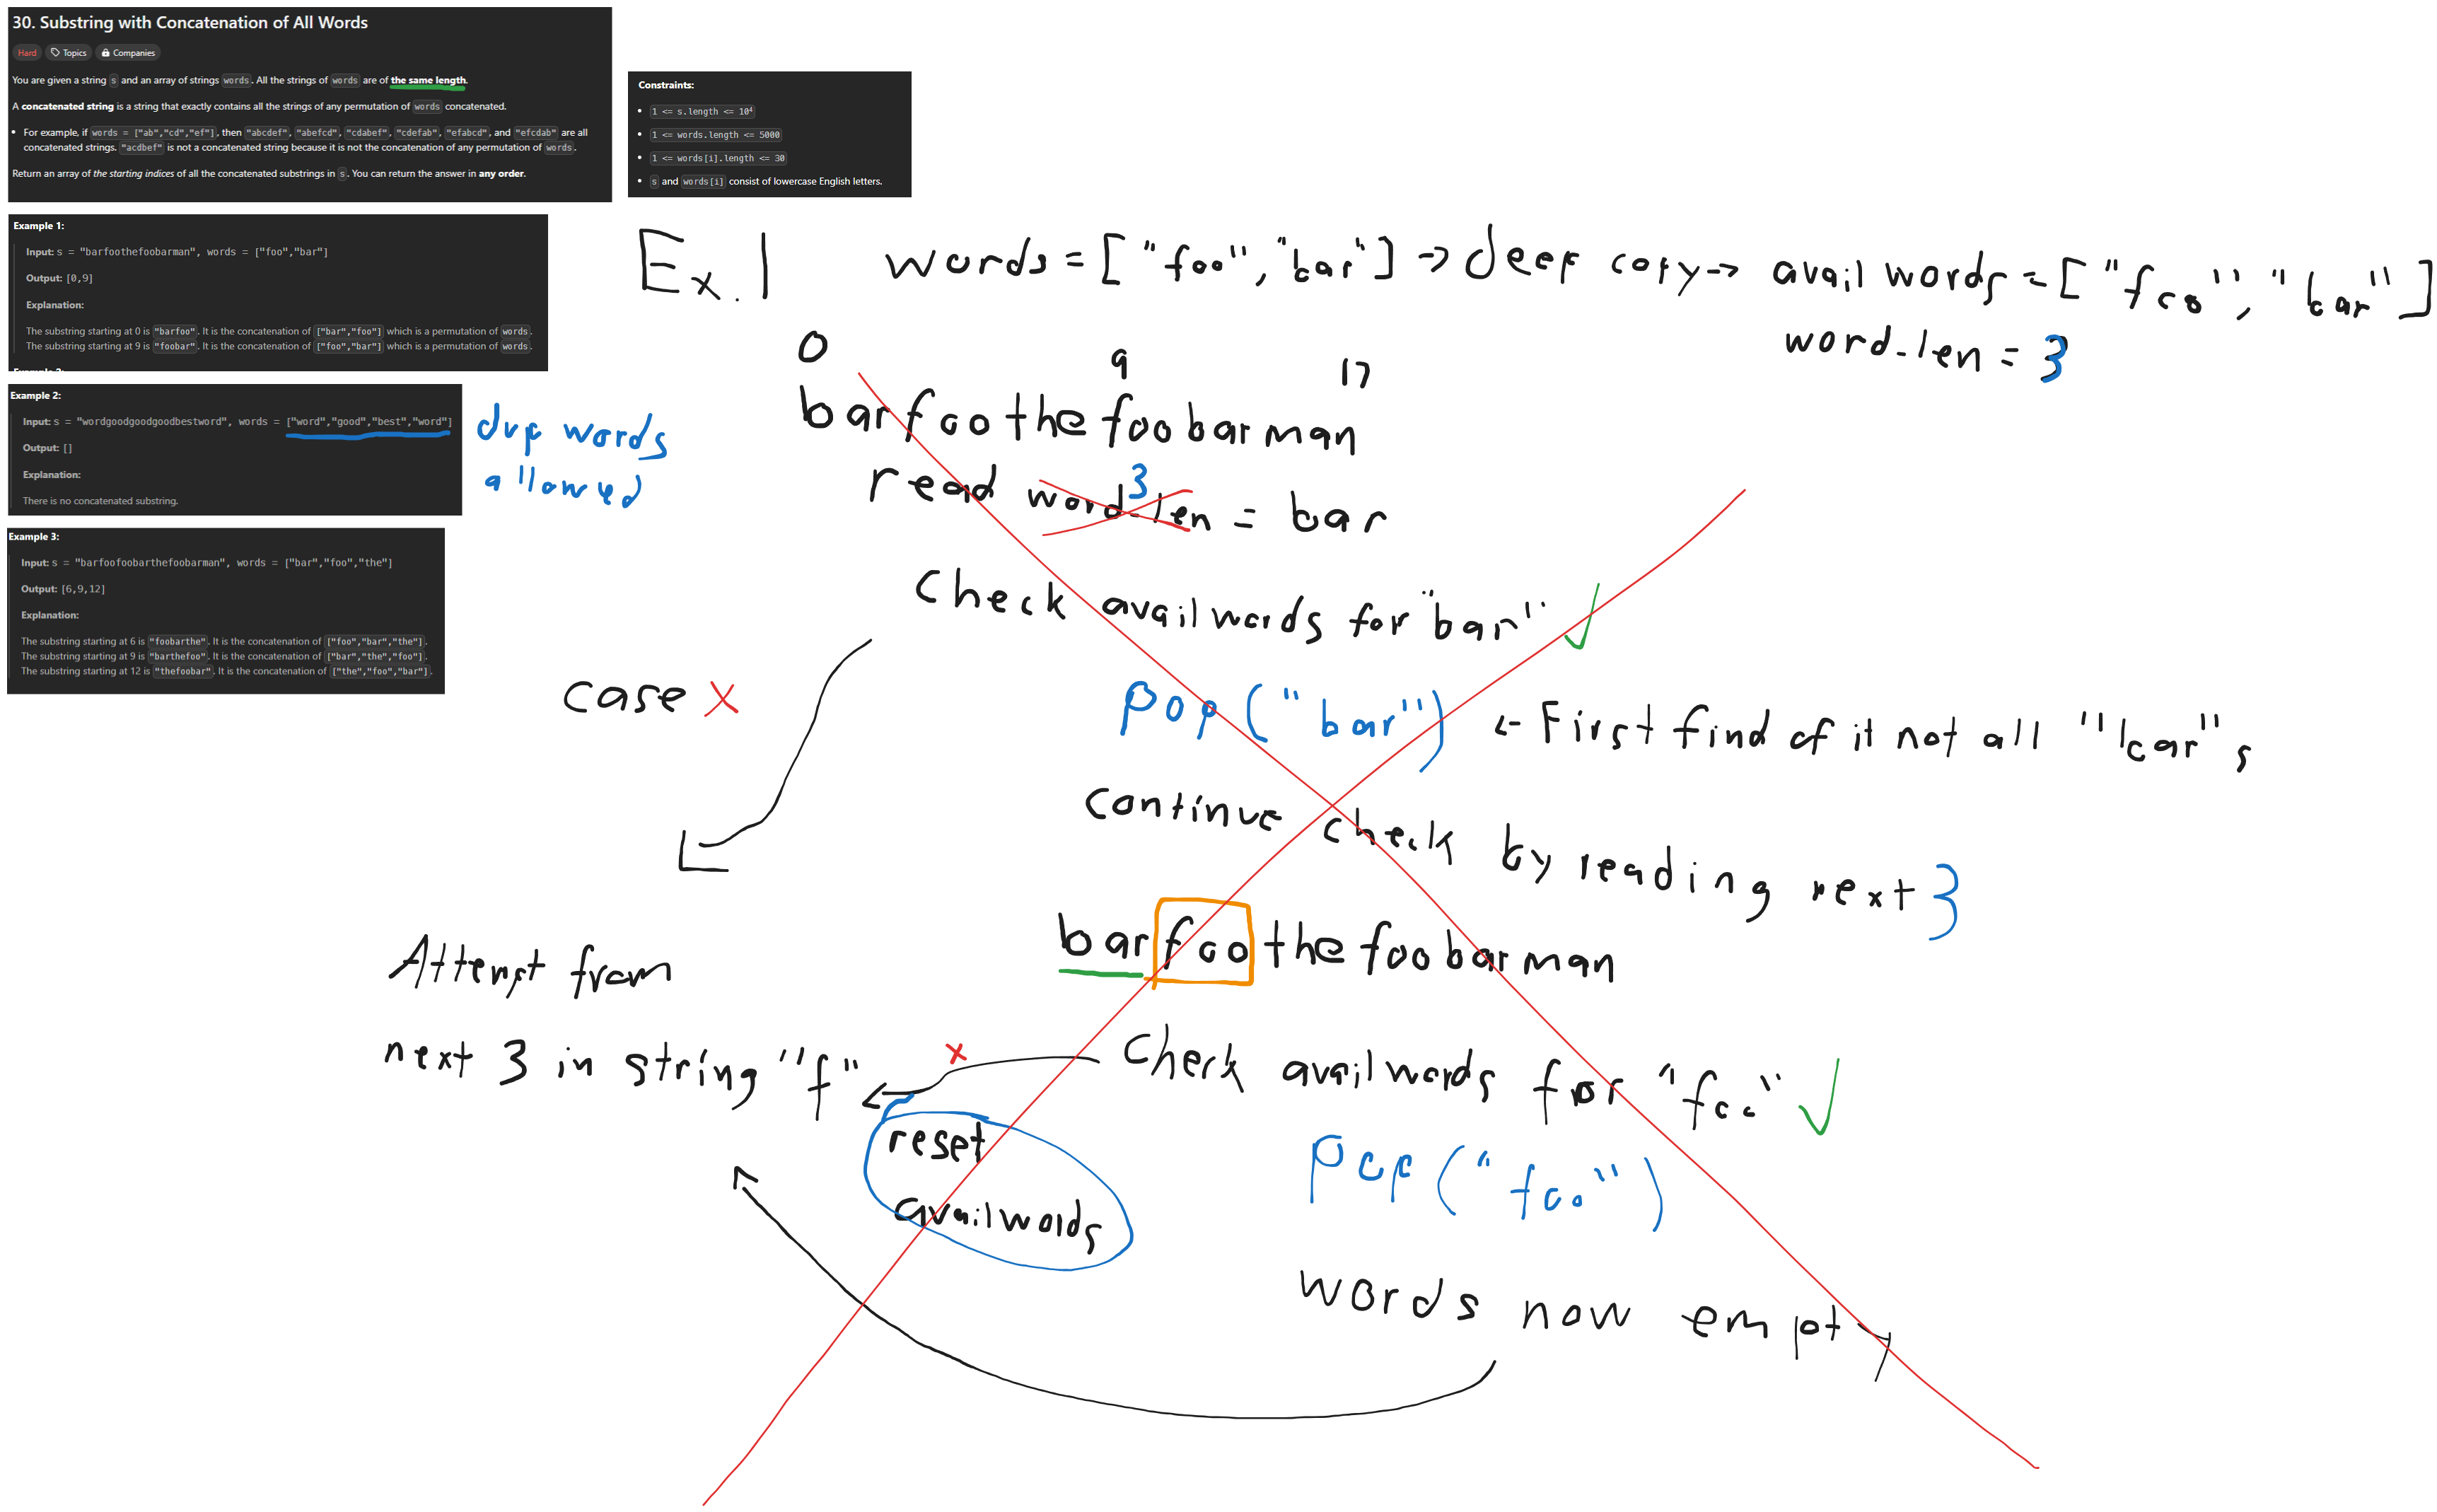 30. Substring with Concatenation of All Words
Hard Topics Companies
You are given a string s and an array of strings words. All the strings of words are of the same length.
A concatenated string is a string that exactly contains all the strings of any permutation of words concatenated.
• For example, if words = ["ab","cd","ef"], then "abcdef", "abefcd", "cdabef", "cdefab", "efabcd", and "efcdab" are all
concatenated strings. "acdbef" is not a concatenated string because it is not the concatenation of any permutation of words.
Return an array of the starting indices of all the concatenated substrings in s. You can return the answer in any order.
Constraints:
• 1 <= s.length <= 10⁴
• 1 <= words.length <= 5000
• 1 <= words[i].length <= 30
• s and words[i] consist of lowercase English letters.
Example 1:
Input: s = "barfoothefoobarman", words = ["foo","bar"]
Output: [0,9]
Explanation:
The substring starting at 0 is "barfoo". It is the concatenation of ["bar","foo"] which is a permutation of words.
The substring starting at 9 is "foobar". It is the concatenation of ["foo","bar"] which is a permutation of words.
Example 2:
Input: s = "wordgoodgoodgoodbestword", words = ["word","good","best","word"]
Output: []
Explanation:
There is no concatenated substring.
dup words
allowed
Example 3:
Input: s = "barfoofoobarthefoobarman", words = ["bar","foo","the"]
Output: [6,9,12]
Explanation:
The substring starting at 6 is "foobarthe". It is the concatenation of ["foo","bar","the"].
The substring starting at 9 is "barthefoo". It is the concatenation of ["bar","the","foo"].
The substring starting at 12 is "thefoobar". It is the concatenation of ["the","foo","bar"].
Ex. 1 words = ["foo","bar"] → deep copy → avail words = ["foo","bar"]
word_len = 3
0 9 17
barfoothefoobarman
3
read word_len = bar
Check availwords for "bar" ✓
case X
pop("bar") ← First find of it not all "bar"s
continue check by reading next 3
barfoothefoobarman
Attempt from
next 3 in string "f"
x
Check availwords for "foo" ✓
reset
availwords
pop("foo")
words now empty